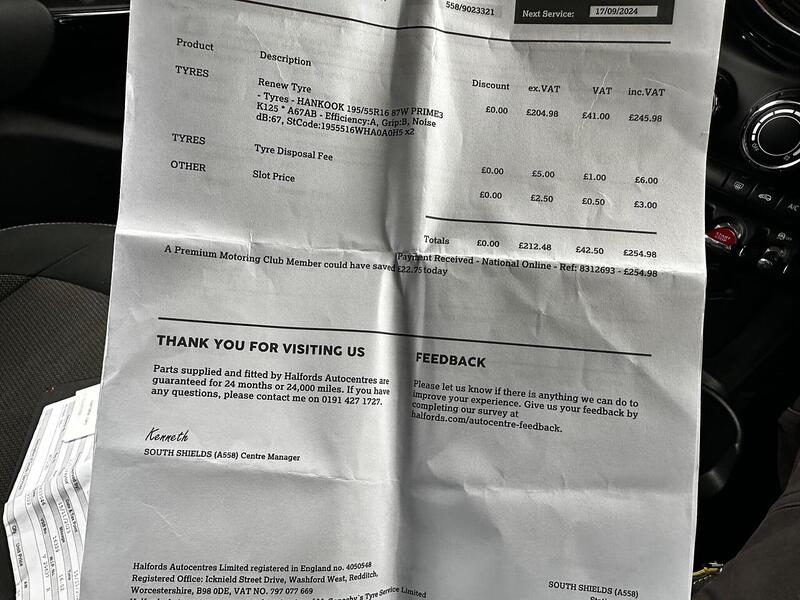 558/9023321
Next Service: 17/09/2024
Product Description Discount ex.VAT VAT inc.VAT
TYRES Renew Tyre £0.00 £204.98 £41.00 £245.98
- Tyres - HANKOOK 195/55R16 87W PRIME3
K125 * A67AB - Efficiency:A, Grip:B, Noise
dB:67, StCode:1955516WHA0A0H5 x2
TYRES Tyre Disposal Fee £0.00 £5.00 £1.00 £6.00
OTHER Slot Price £0.00 £2.50 £0.50 £3.00
Totals £0.00 £212.48 £42.50 £254.98
A Premium Motoring Club Member could have saved £22.75 today
Payment Received - National Online - Ref: 8312693 - £254.98
THANK YOU FOR VISITING US
Parts supplied and fitted by Halfords Autocentres are
guaranteed for 24 months or 24,000 miles. If you have
any questions, please contact me on 0191 427 1727.
Kenneth
SOUTH SHIELDS (A558) Centre Manager
FEEDBACK
Please let us know if there is anything we can do to
improve your experience. Give us your feedback by
completing our survey at
halfords.com/autocentre-feedback.
Halfords Autocentres Limited registered in England no. 4050548
Registered Office: Icknield Street Drive, Washford West, Redditch,
Worcestershire, B98 0DE, VAT NO. 797 077 669
Tyre Service Limited
SOUTH SHIELDS (A558)
START
A/C